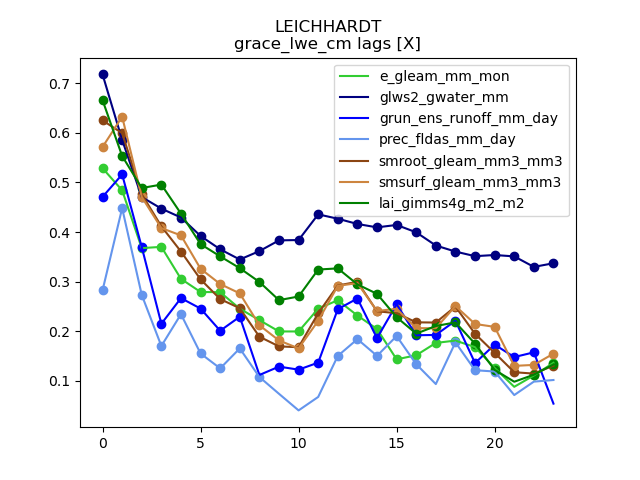 LEICHHARDT
grace_lwe_cm lags [X]
e_gleam_mm_mon
glws2_gwater_mm
grun_ens_runoff_mm_day
prec_fldas_mm_day
smroot_gleam_mm3_mm3
smsurf_gleam_mm3_mm3
lai_gimms4g_m2_m2
0.7
0.6
0.5
0.4
0.3
0.2
0.1
0 5 10 15 20